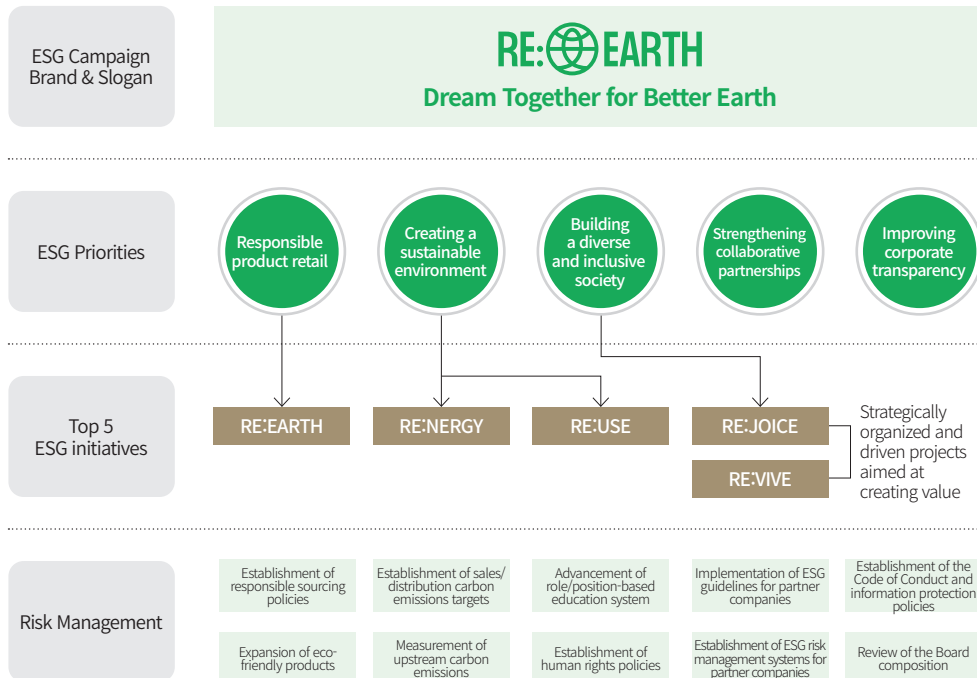 ESG Campaign
Brand & Slogan
RE: EARTH
Dream Together for Better Earth
ESG Priorities
Responsible
product retail
Creating a
sustainable
environment
Building
a diverse
and inclusive
society
Strengthening
collaborative
partnerships
Improving
corporate
transparency
Top 5
ESG initiatives
RE:EARTH
RE:NERGY
RE:USE
RE:JOICE
RE:VIVE
Strategically
organized and
driven projects
aimed at
creating value
Risk Management
Establishment of
responsible sourcing
policies
Establishment of sales/
distribution carbon
emissions targets
Advancement of
role/position-based
education system
Implementation of ESG
guidelines for partner
companies
Establishment of the
Code of Conduct and
information protection
policies
Expansion of eco-
friendly products
Measurement of
upstream carbon
emissions
Establishment of
human rights policies
Establishment of ESG risk
management systems for
partner companies
Review of the Board
composition